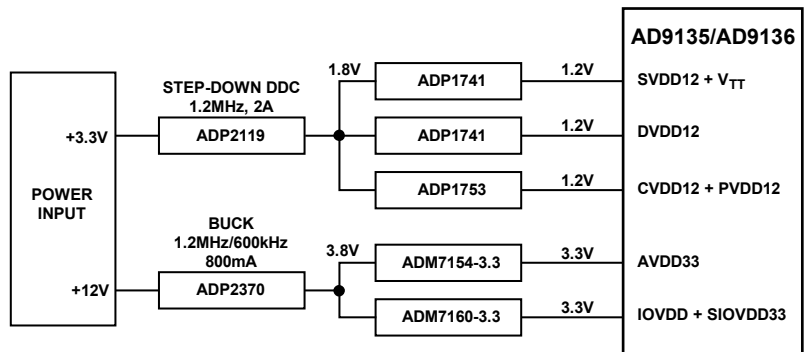 AD9135/AD9136
POWER
INPUT
+3.3V
+12V
STEP-DOWN DDC
1.2MHz, 2A
ADP2119
1.8V
ADP1741
1.2V
SVDD12 + VTT
ADP1741
1.2V
DVDD12
ADP1753
1.2V
CVDD12 + PVDD12
BUCK
1.2MHz/600kHz
800mA
ADP2370
3.8V
ADM7154-3.3
3.3V
AVDD33
ADM7160-3.3
3.3V
IOVDD + SIOVDD33